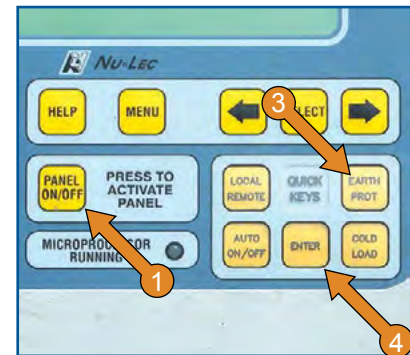 Nu-Lec
HELP
MENU
SELECT
3
PANEL
ON/OFF
PRESS TO
ACTIVATE
PANEL
LOCAL
REMOTE
QUICK
KEYS
EARTH
PROT
MICROPROCESSOR
RUNNING
AUTO
ON/OFF
ENTER
COLD
LOAD
1
4